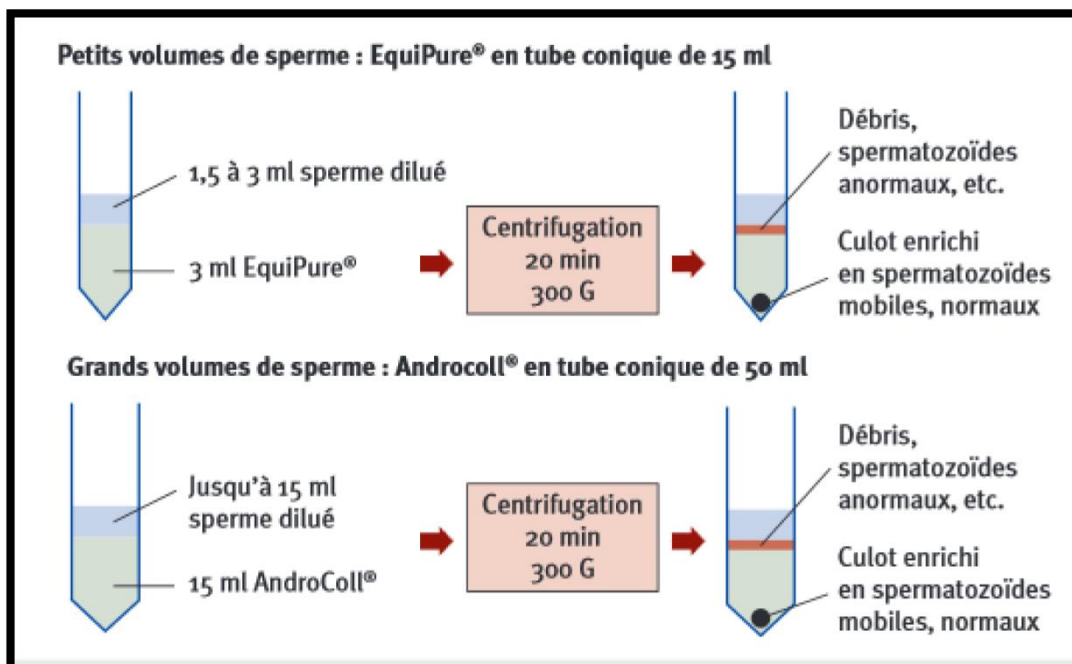 Petits volumes de sperme : EquiPure® en tube conique de 15 ml
1,5 à 3 ml sperme dilué
3 ml EquiPure®
Centrifugation
20 min
300 G
Débris,
spermatozoïdes
anormaux, etc.
Culot enrichi
en spermatozoïdes
mobiles, normaux
Grands volumes de sperme : Androcoll® en tube conique de 50 ml
Jusqu'à 15 ml
sperme dilué
15 ml AndroColl®
Centrifugation
20 min
300 G
Débris,
spermatozoïdes
anormaux, etc.
Culot enrichi
en spermatozoïdes
mobiles, normaux